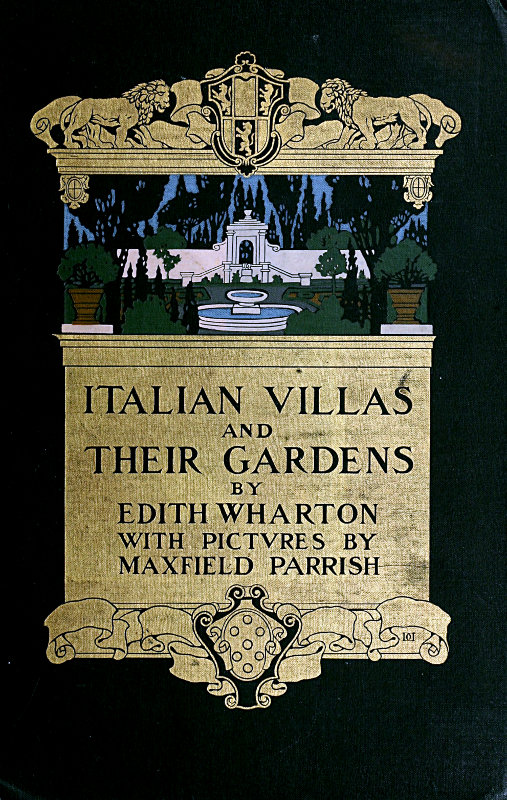 ITALIAN VILLAS
AND
THEIR GARDENS
BY
EDITH WHARTON
WITH PICTVRES BY
MAXFIELD PARRISH